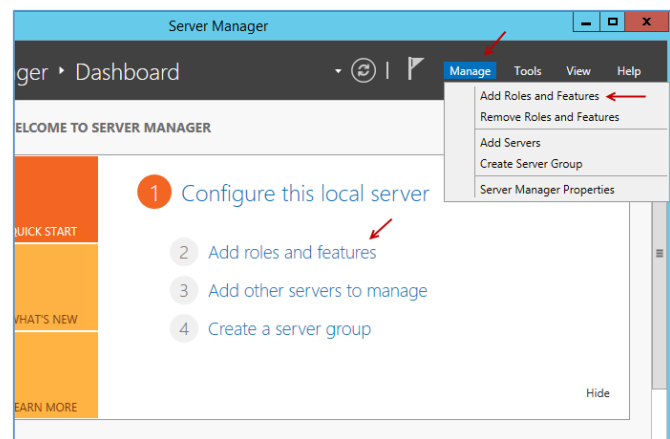 Server Manager
ger • Dashboard
Manage Tools View Help
Add Roles and Features
Remove Roles and Features
Add Servers
Create Server Group
Server Manager Properties
ELCOME TO SERVER MANAGER
1 Configure this local server
QUICK START
2 Add roles and features
3 Add other servers to manage
WHAT'S NEW
4 Create a server group
Hide
EARN MORE